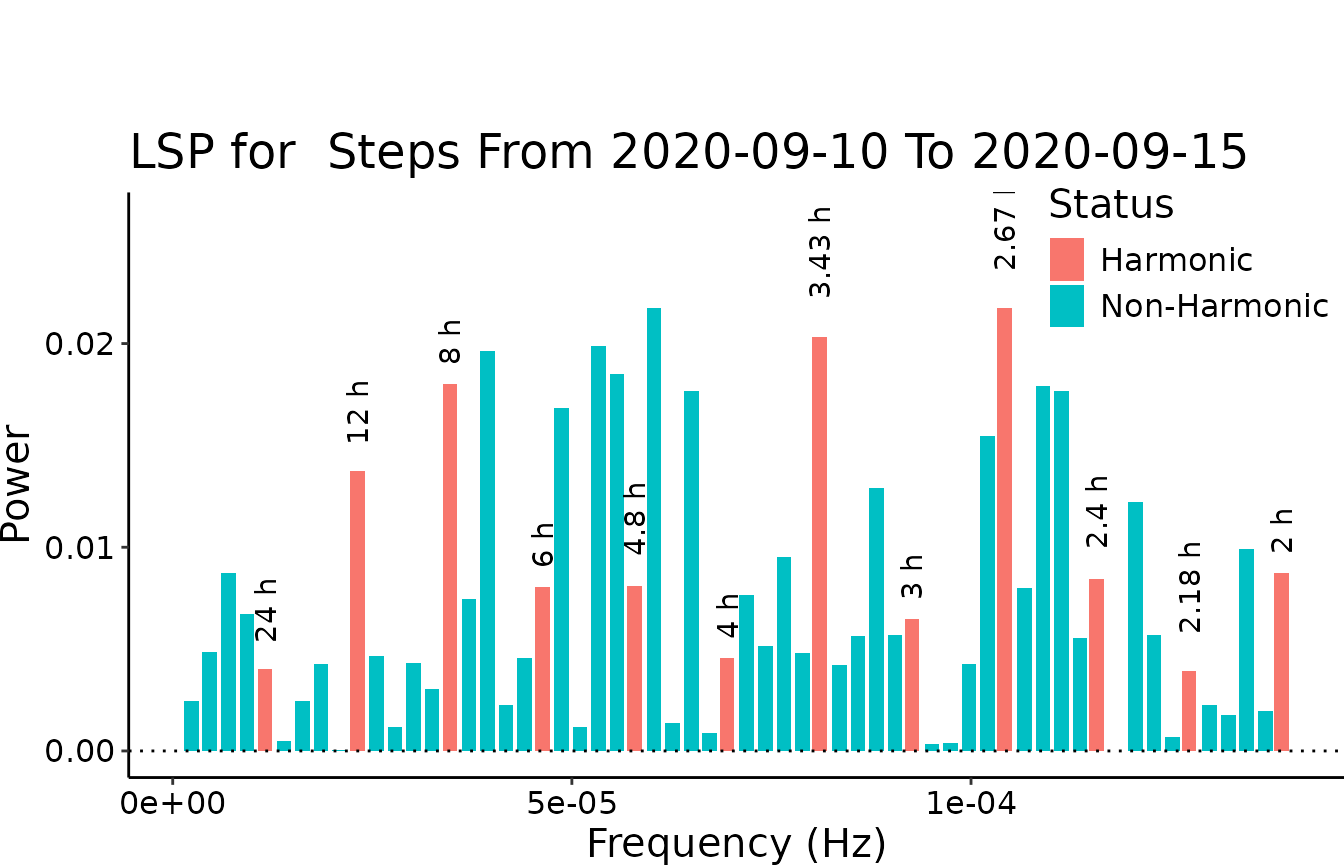 LSP for  Steps From 2020-09-10 To 2020-09-15
Status
Harmonic
Non-Harmonic
Power
0.02
0.01
0.00
24 h
12 h
8 h
6 h
4.8 h
4 h
3.43 h
3 h
2.67
2.4 h
2.18 h
2 h
0e+00
5e-05
1e-04
Frequency (Hz)